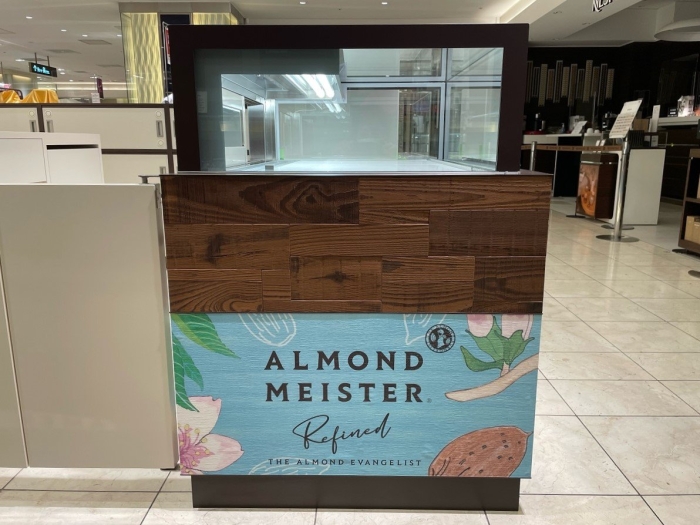 ALMOND
MEISTER®
Refined
THE ALMOND EVANGELIST